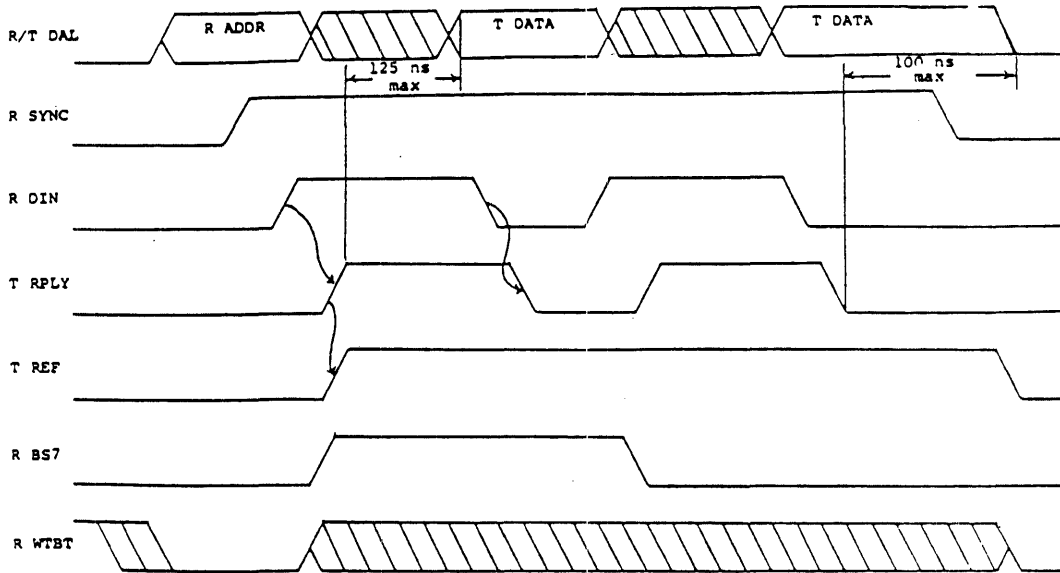 R/T DAL
R ADDR
T DATA
T DATA
125 ns
max
100 ns
max
R SYNC
R DIN
T RPLY
T REF
R BS7
R WTBT